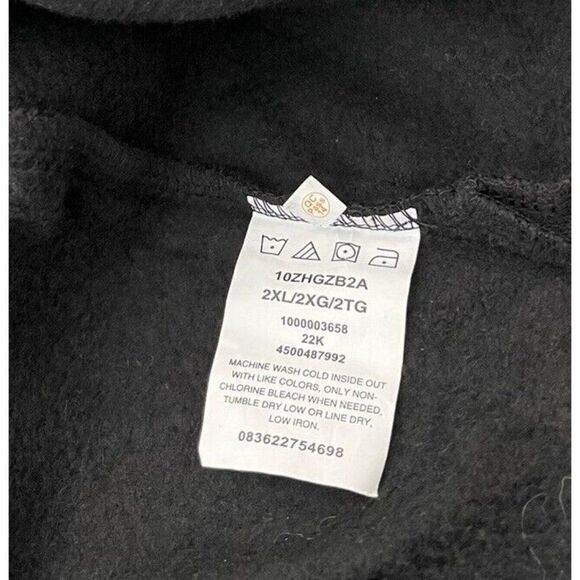 QC
10ZHGZB2A
2XL/2XG/2TG
1000003658
22K
4500487992
MACHINE WASH COLD INSIDE OUT
WITH LIKE COLORS, ONLY NON-
CHLORINE BLEACH WHEN NEEDED,
TUMBLE DRY LOW OR LINE DRY,
LOW IRON.
083622754698